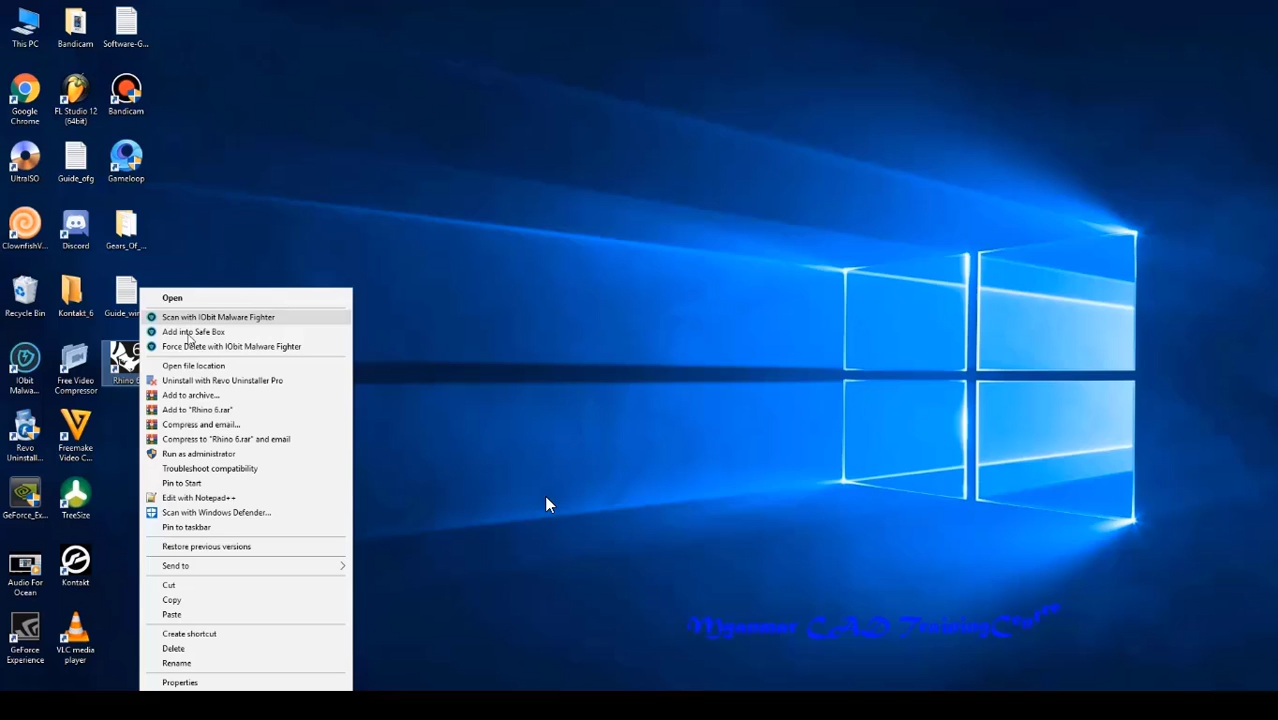 This PC
Bandicam
Software-G...
Google Chrome
FL Studio 12 (64bit)
Bandicam
UltraISO
Guide_ofg
Gameloop
ClownfishV...
Discord
Gears_Of_...
Recycle Bin
Kontakt_6
Guide_win
IObit Malwa...
Free Video Compressor
Rhino 6
Revo Uninstall...
Freemake Video C...
GeForce_Ex...
TreeSize
Audio For Ocean
Kontakt
GeForce Experience
VLC media player
Open
Scan with IObit Malware Fighter
Add into Safe Box
Force Delete with IObit Malware Fighter
Open file location
Uninstall with Revo Uninstaller Pro
Add to archive...
Add to "Rhino 6.rar"
Compress and email...
Compress to "Rhino 6.rar" and email
Run as administrator
Troubleshoot compatibility
Pin to Start
Edit with Notepad++
Scan with Windows Defender...
Pin to taskbar
Restore previous versions
Send to
Cut
Copy
Paste
Create shortcut
Delete
Rename
Properties
Myanmar CAD Training